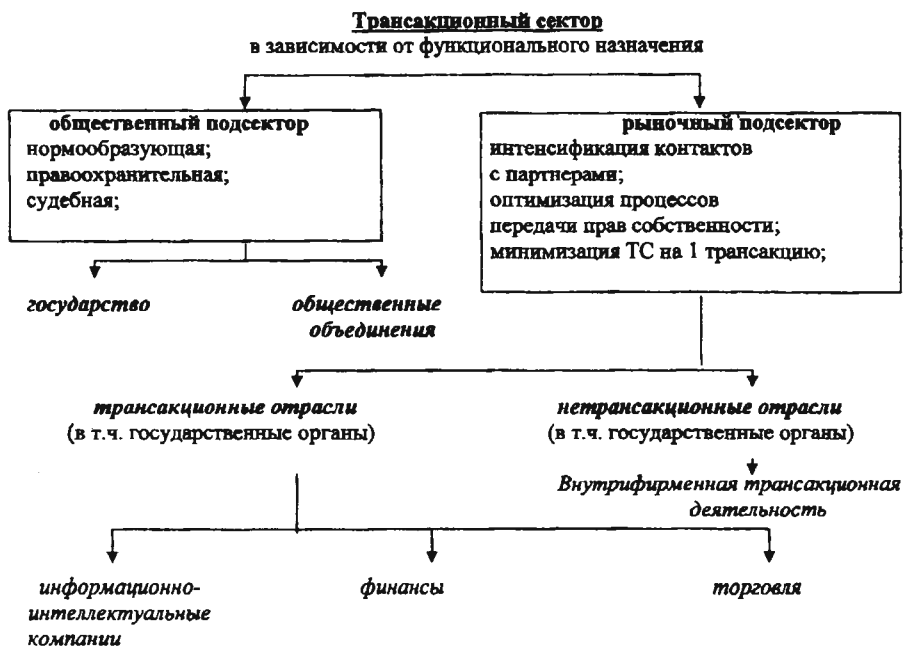 Трансакционный сектор
в зависимости от функционального назначения
общественный подсектор
нормообразующая;
правоохранительная;
судебная;
рыночный подсектор
интенсификация контактов
с партнерами;
оптимизация процессов
передачи прав собственности;
минимизация ТС на 1 трансакцию;
государство
общественные
объединения
трансакционные отрасли
(в т.ч. государственные органы)
нетрансакционные отрасли
(в т.ч. государственные органы)
Внутрифирменная трансакционная
деятельность
информационно-
интеллектуальные
компании
финансы
торговля